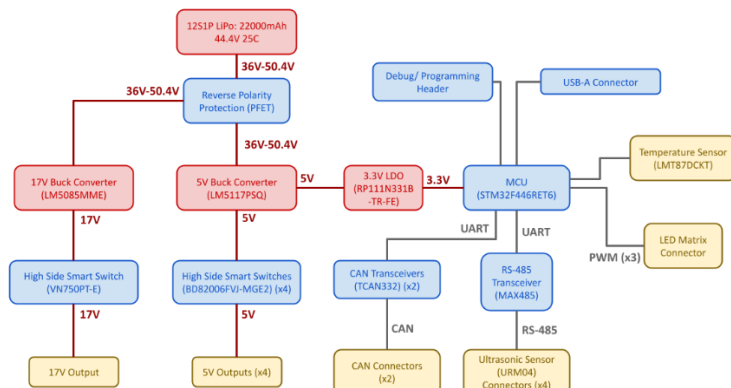 12S1P LiPo: 22000mAh
44.4V 25C
36V-50.4V
36V-50.4V
Reverse Polarity
Protection (PFET)
36V-50.4V
Debug/ Programming
Header
USB-A Connector
Temperature Sensor
(LMT87DCKT)
17V Buck Converter
(LM5085MME)
5V Buck Converter
(LM5117PSQ)
5V
3.3V LDO
(RP111N331B
-TR-FE)
3.3V
MCU
(STM32F446RET6)
17V
5V
UART
UART
PWM (x3)
LED Matrix
Connector
High Side Smart Switch
(VN750PT-E)
High Side Smart Switches
(BD82006FVJ-MGE2) (x4)
CAN Transceivers
(TCAN332) (x2)
RS-485
Transceiver
(MAX485)
17V
5V
CAN
RS-485
17V Output
5V Outputs (x4)
CAN Connectors
(x2)
Ultrasonic Sensor
(URM04)
Connectors (x4)